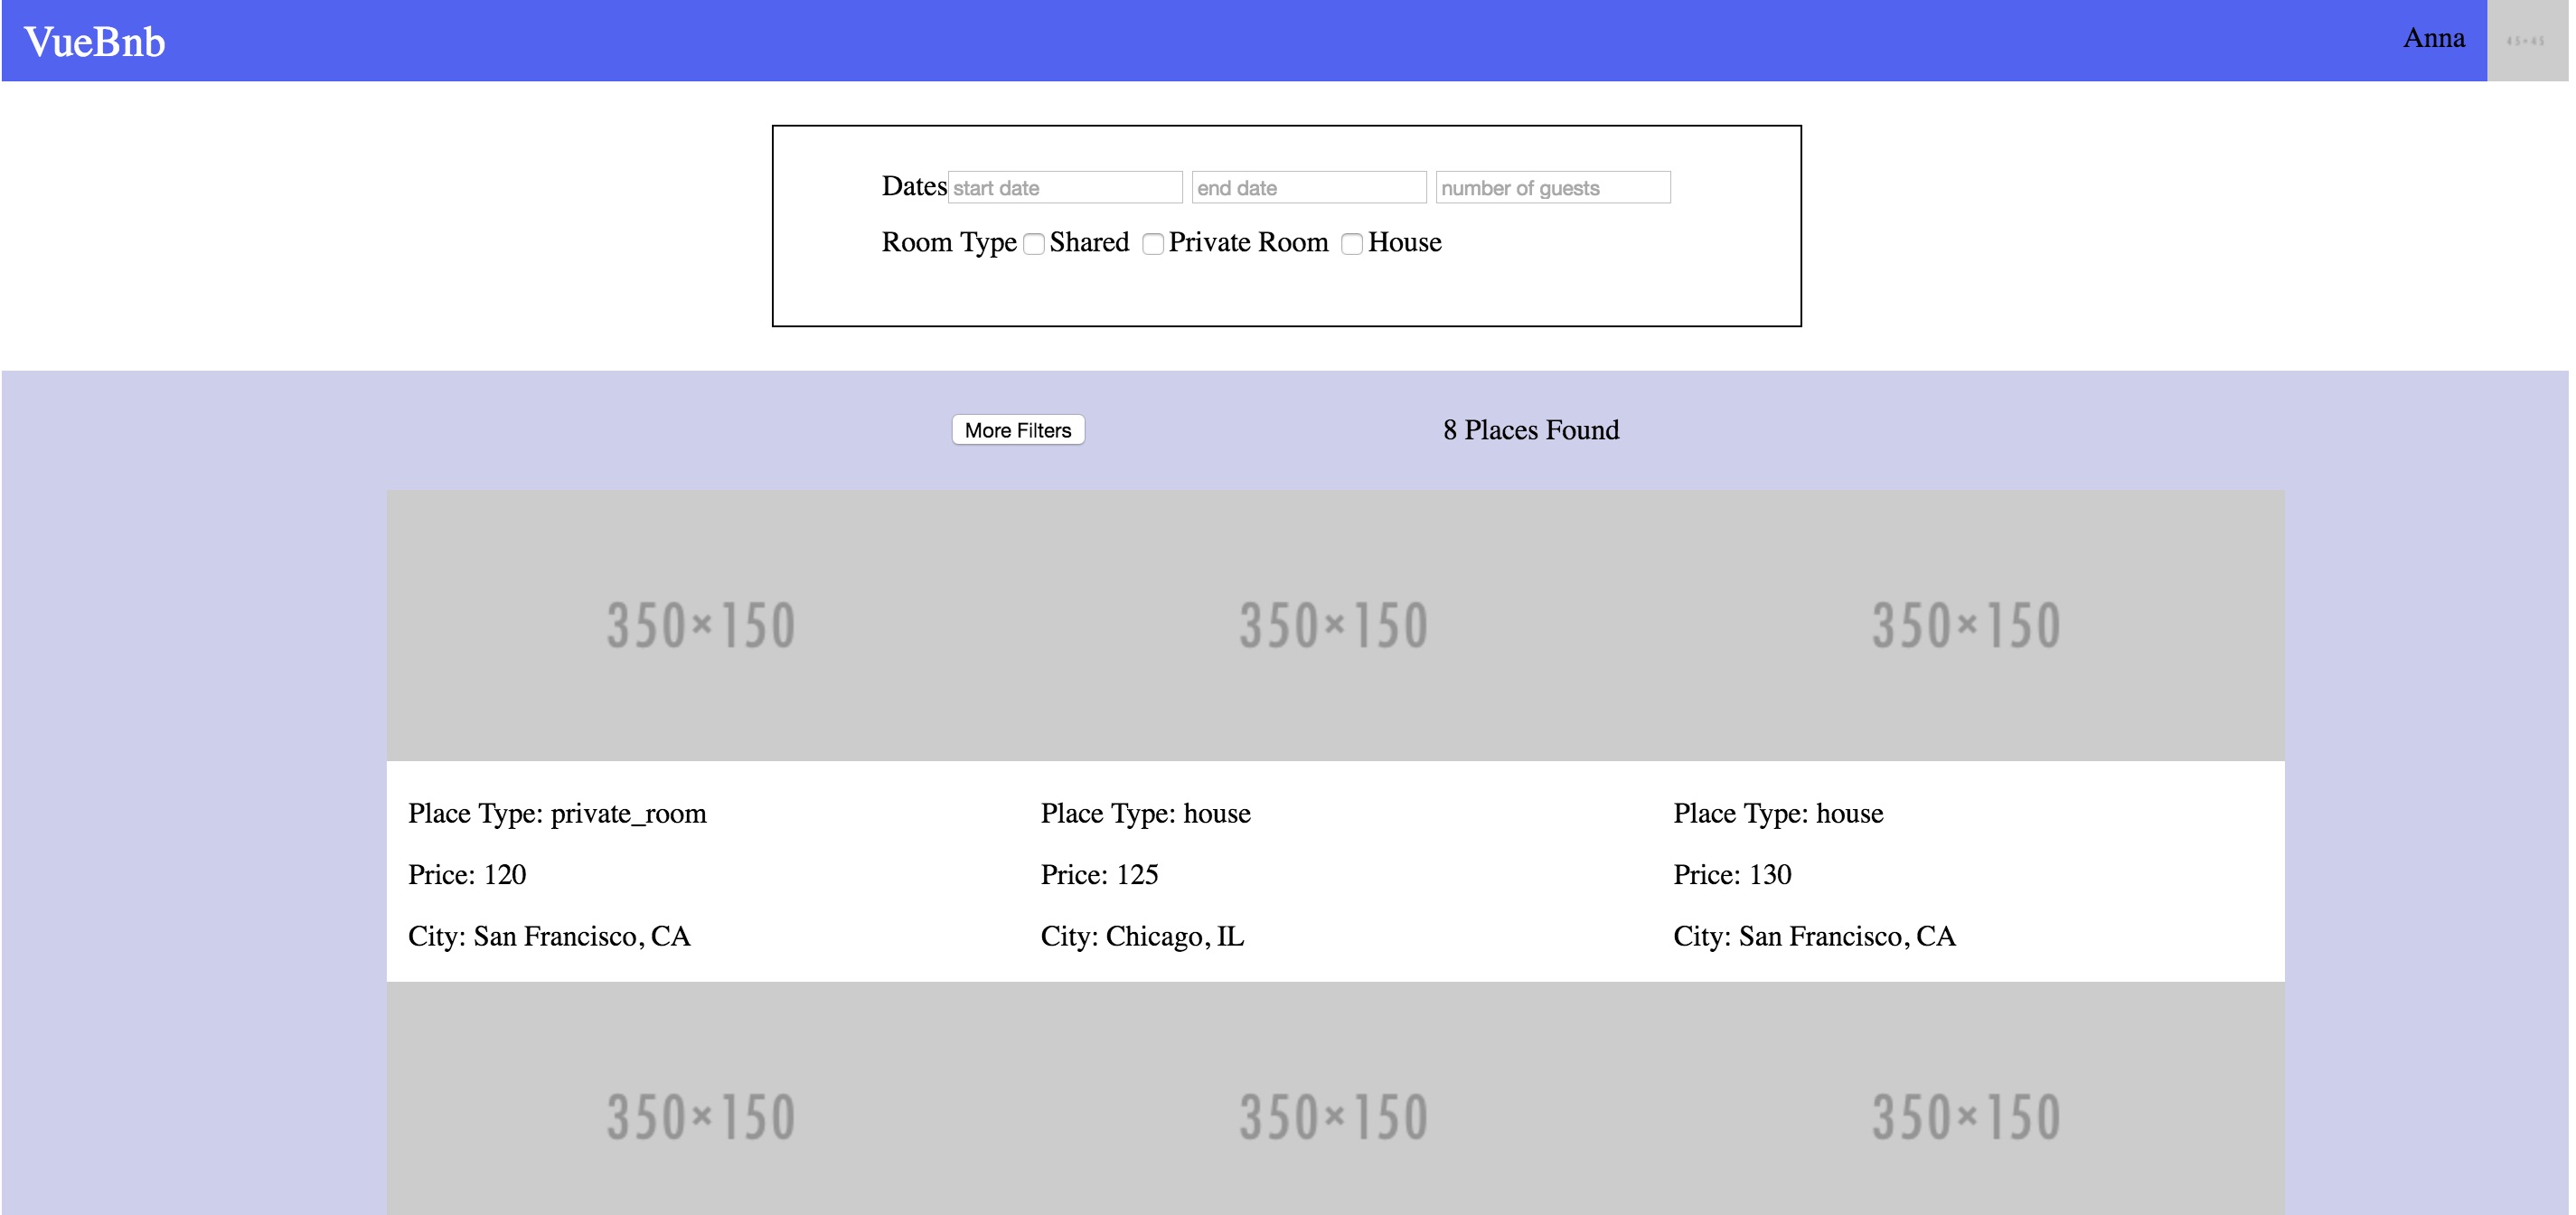 VueBnb
Anna
45×45
Dates start date end date number of guests
Room Type Shared Private Room House
More Filters
8 Places Found
350×150 350×150 350×150
Place Type: private_room Place Type: house Place Type: house
Price: 120 Price: 125 Price: 130
City: San Francisco, CA City: Chicago, IL City: San Francisco, CA
350×150 350×150 350×150